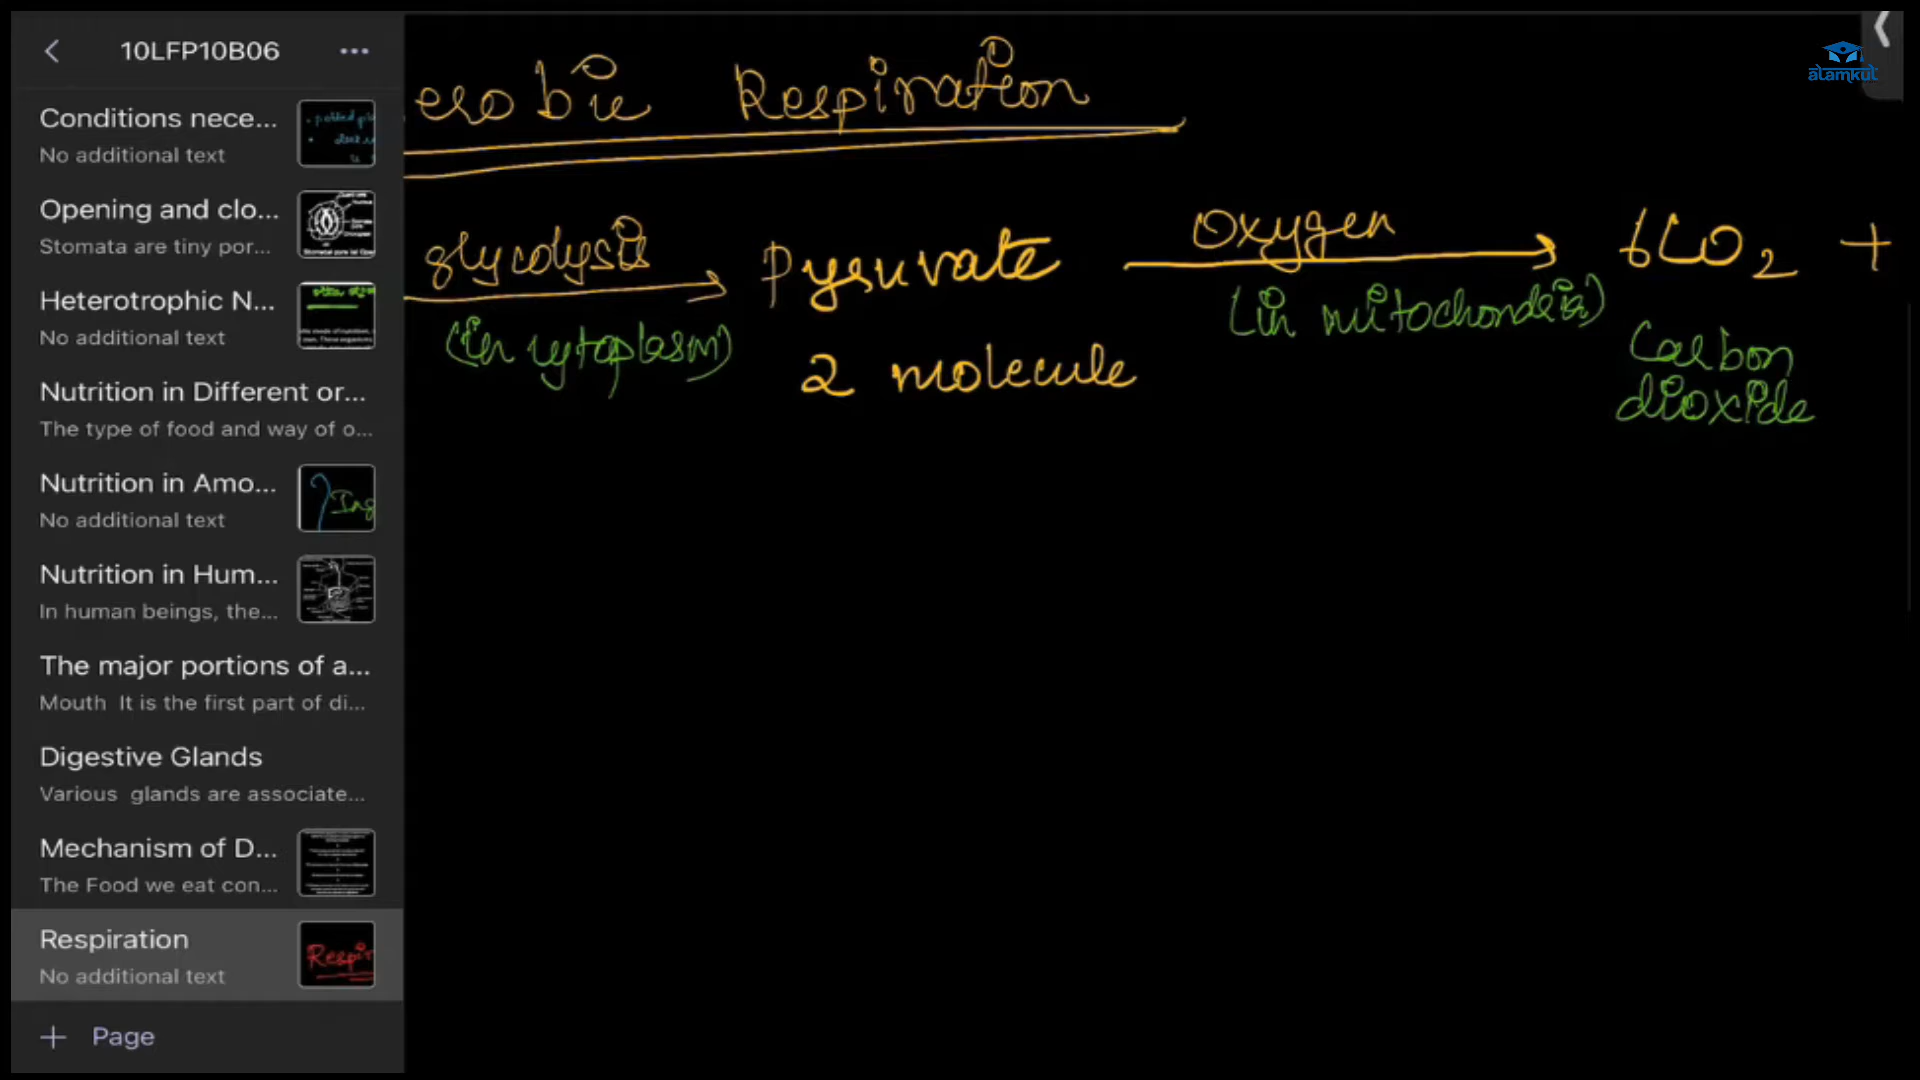 10LFP10B06
Conditions nece...
No additional text
Opening and clo...
Stomata are tiny por...
Heterotrophic N...
No additional text
Nutrition in Different or...
The type of food and way of o...
Nutrition in Amo...
No additional text
Nutrition in Hum...
In human beings, the...
The major portions of a...
Mouth It is the first part of di...
Digestive Glands
Various glands are associate...
Mechanism of D...
The Food we eat con...
Respiration
No additional text
Page
alamkut
erobic Respiration
glycolysis Pyruvate Oxygen 6CO2 +
(in cytoplasm) (in mitochondria)
2 molecule Carbon
dioxide